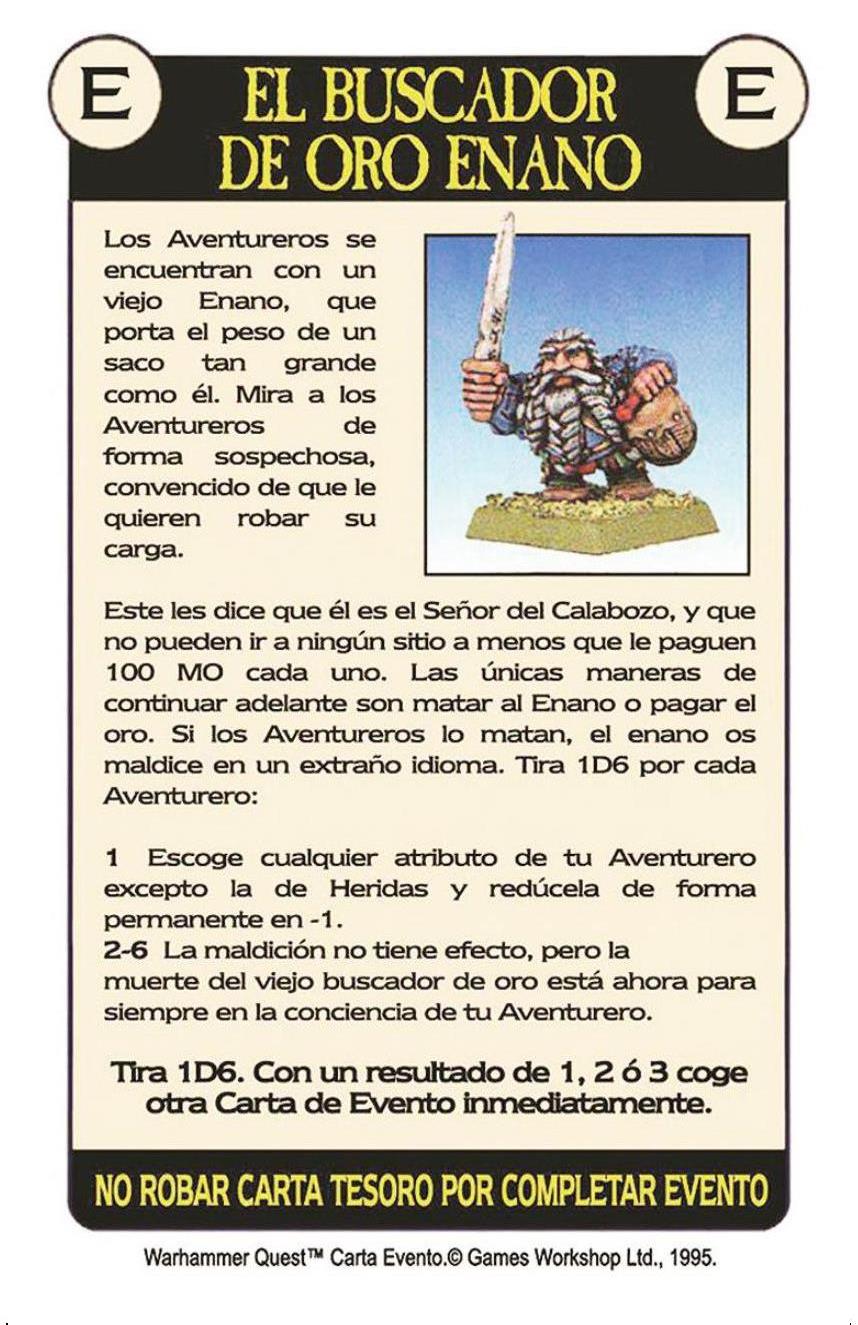 E
EL BUSCADOR
DE ORO ENANO
E
Los Aventureros se
encuentran con un
viejo Enano, que
porta el peso de un
saco tan grande
como él. Mira a los
Aventureros de
forma sospechosa,
convencido de que le
quieren robar su
carga.
Este les dice que él es el Señor del Calabozo, y que
no pueden ir a ningún sitio a menos que le paguen
100 MO cada uno. Las únicas maneras de
continuar adelante son matar al Enano o pagar el
oro. Si los Aventureros lo matan, el enano os
maldice en un extraño idioma. Tira 1D6 por cada
Aventurero:
1 Escoge cualquier atributo de tu Aventurero
excepto la de Heridas y redúcela de forma
permanente en -1.
2-6 La maldición no tiene efecto, pero la
muerte del viejo buscador de oro está ahora para
siempre en la conciencia de tu Aventurero.
Tira 1D6. Con un resultado de 1, 2 ó 3 coge
otra Carta de Evento inmediatamente.
NO ROBAR CARTA TESORO POR COMPLETAR EVENTO
Warhammer Quest™ Carta Evento.© Games Workshop Ltd., 1995.